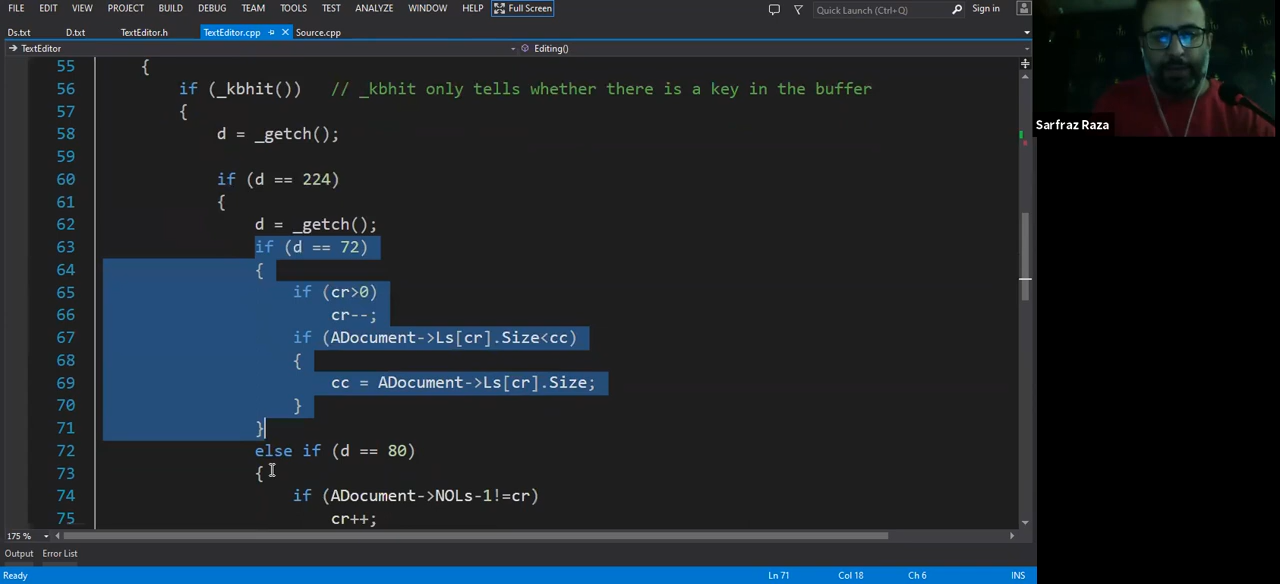 FILE EDIT VIEW PROJECT BUILD DEBUG TEAM TOOLS TEST ANALYZE WINDOW HELP Full Screen Quick Launch (Ctrl+Q) Sign in
Ds.txt D.txt TextEditor.h TextEditor.cpp Source.cpp
TextEditor Editing()
55 {
56 if (_kbhit()) // _kbhit only tells whether there is a key in the buffer
57 {
58 d = _getch();
59
60 if (d == 224)
61 {
62 d = _getch();
63 if (d == 72)
64 {
65 if (cr>0)
66 cr--;
67 if (ADocument->Ls[cr].Size<cc)
68 {
69 cc = ADocument->Ls[cr].Size;
70 }
71 }
72 else if (d == 80)
73 {
74 if (ADocument->NOLs-1!=cr)
75 cr++;
175 %
Output Error List
Ready Ln 71 Col 18 Ch 6 INS
Sarfraz Raza